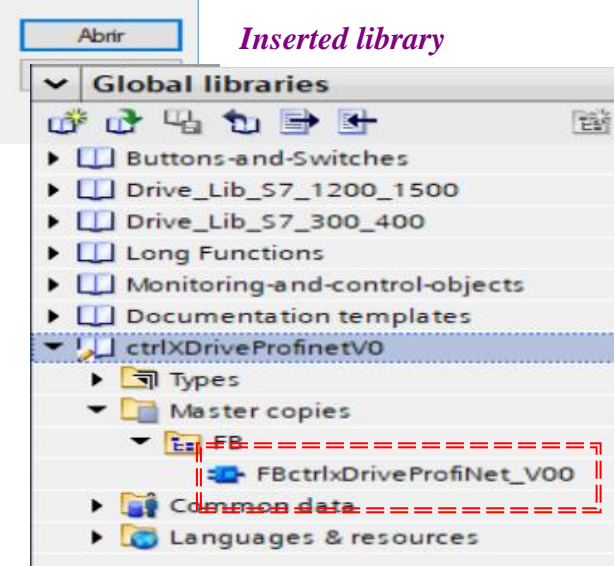 Abrir
Inserted library
Global libraries
Buttons-and-Switches
Drive_Lib_S7_1200_1500
Drive_Lib_S7_300_400
Long Functions
Monitoring-and-control-objects
Documentation templates
ctrlXDriveProfinetV0
Types
Master copies
FB
FBctrlxDriveProfiNet_V00
Common data
Languages & resources